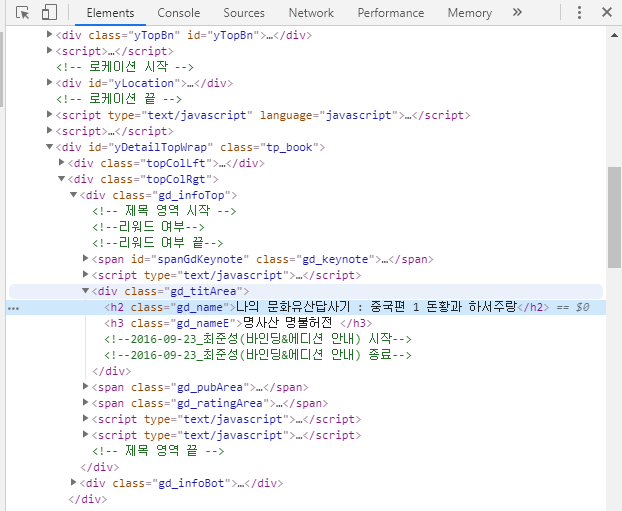 Elements Console Sources Network Performance Memory »
<div class="yTopBn" id="yTopBn">…</div>
<script>…</script>
<!-- 로케이션 시작 -->
<div id="yLocation">…</div>
<!-- 로케이션 끝 -->
<script type="text/javascript" language="javascript">…</script>
<script>…</script>
<div id="yDetailTopWrap" class="tp_book">
<div class="topColLft">…</div>
<div class="topColRgt">
<div class="gd_infoTop">
<!-- 제목 영역 시작 -->
<!--리워드 여부-->
<!--리워드 여부 끝-->
<span id="spanGdKeynote" class="gd_keynote">…</span>
<script type="text/javascript">…</script>
<div class="gd_titArea">
<h2 class="gd_name">나의 문화유산답사기 : 중국편 1 돈황과 하서주랑</h2> == $0
<h3 class="gd_nameE">명사산 명불허전 </h3>
<!--2016-09-23_최준성(바인딩&에디션 안내) 시작-->
<!--2016-09-23_최준성(바인딩&에디션 안내) 종료-->
</div>
<span class="gd_pubArea">…</span>
<span class="gd_ratingArea">…</span>
<script type="text/javascript">…</script>
<script type="text/javascript">…</script>
<!-- 제목 영역 끝 -->
</div>
<div class="gd_infoBot">…</div>
</div>